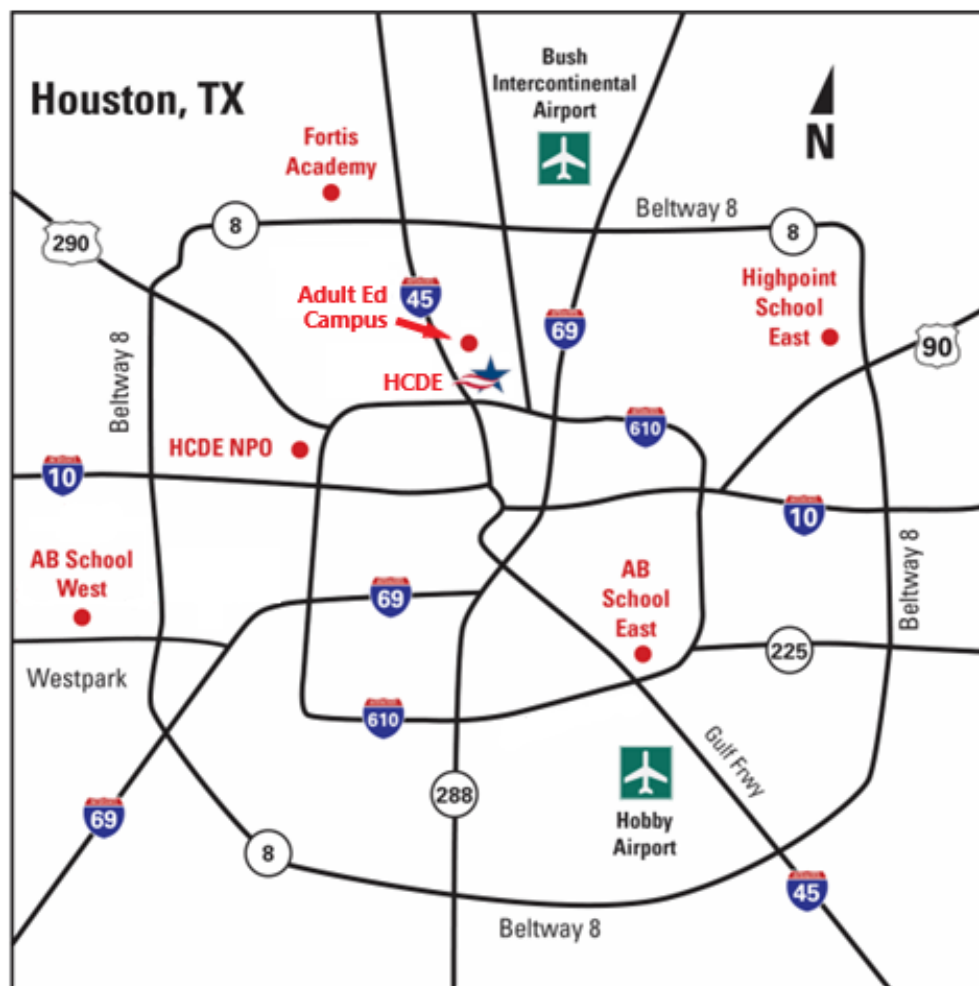 Houston, TX
Bush
Intercontinental
Airport
N
Fortis
Academy
8
Beltway 8
8
290
Highpoint
School
East
Adult Ed
Campus
45
69
90
Beltway 8
HCDE
610
HCDE NPO
10
10
AB School
West
69
AB
School
East
Beltway 8
225
Westpark
610
Gulf Frwy
69
288
Hobby
Airport
8
45
Beltway 8